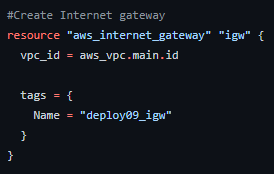 #Create Internet gateway
resource "aws_internet_gateway" "igw" {
  vpc_id = aws_vpc.main.id

  tags = {
    Name = "deploy09_igw"
  }
}